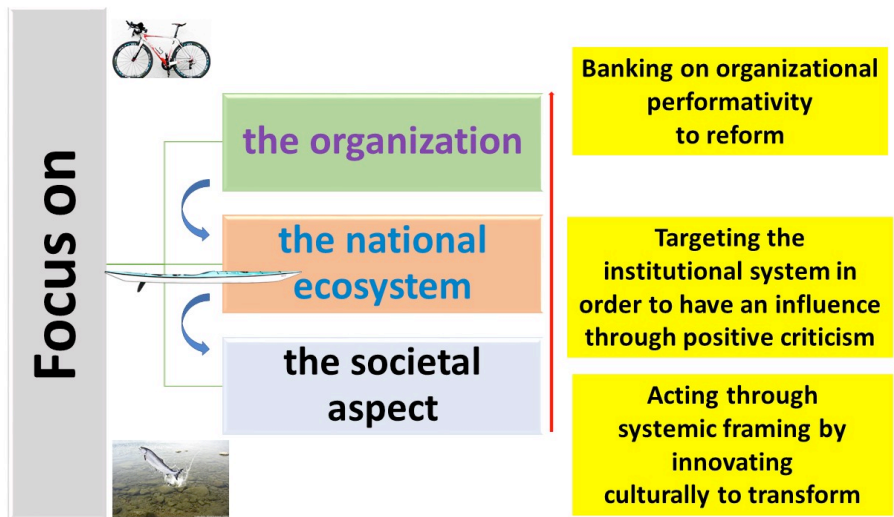 Focus on
the organization
Banking on organizational
performativity
to reform
the national
ecosystem
Targeting the
institutional system in
order to have an influence
through positive criticism
the societal
aspect
Acting through
systemic framing by
innovating
culturally to transform